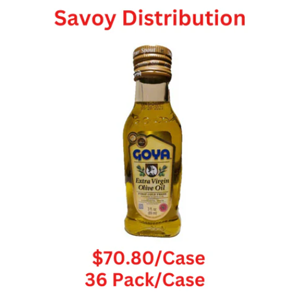 Savoy Distribution
GOYA
Extra Virgin
Olive Oil
$70.80/Case
36 Pack/Case